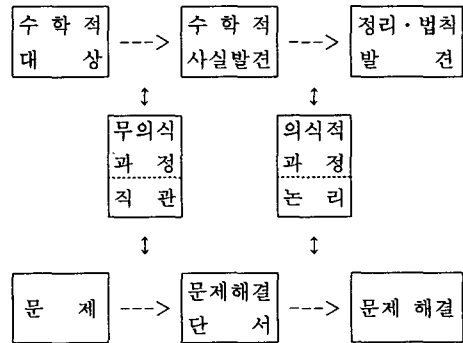 수 학 적 ---> 수 학 적 ---> 정리·법칙
대 상 사실발견 발 견
↕ ↕
무의식 의식적
과 정 과 정
직 관 논 리
↕ ↕
문 제 ---> 문제해결 ---> 문제 해결
단 서